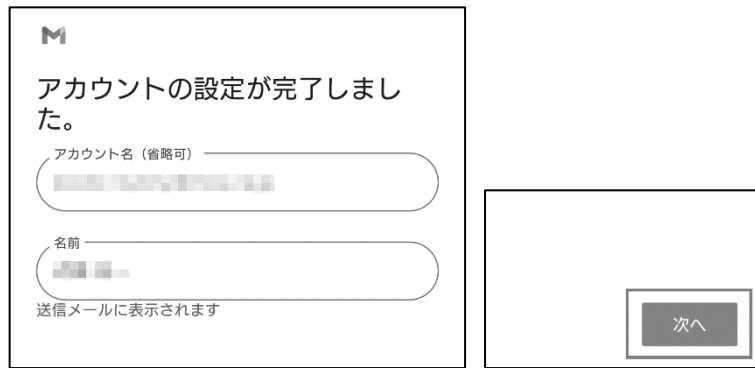 アカウントの設定が完了しまし
た。
アカウント名（省略可）
名前
送信メールに表示されます
次へ